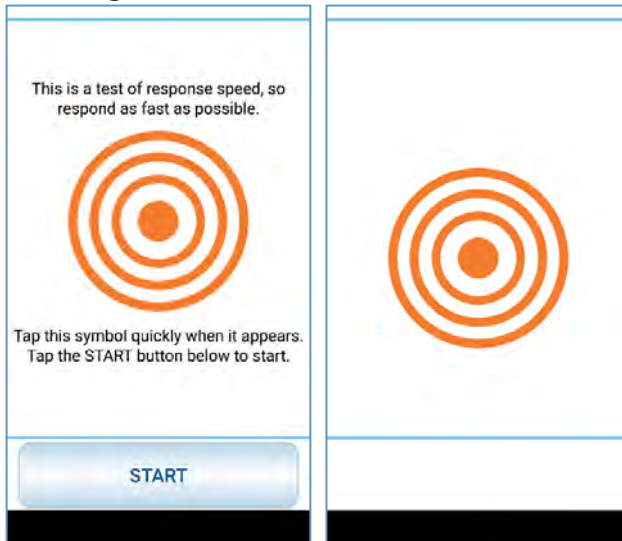 This is a test of response speed, so
respond as fast as possible.
Tap this symbol quickly when it appears.
Tap the START button below to start.
START